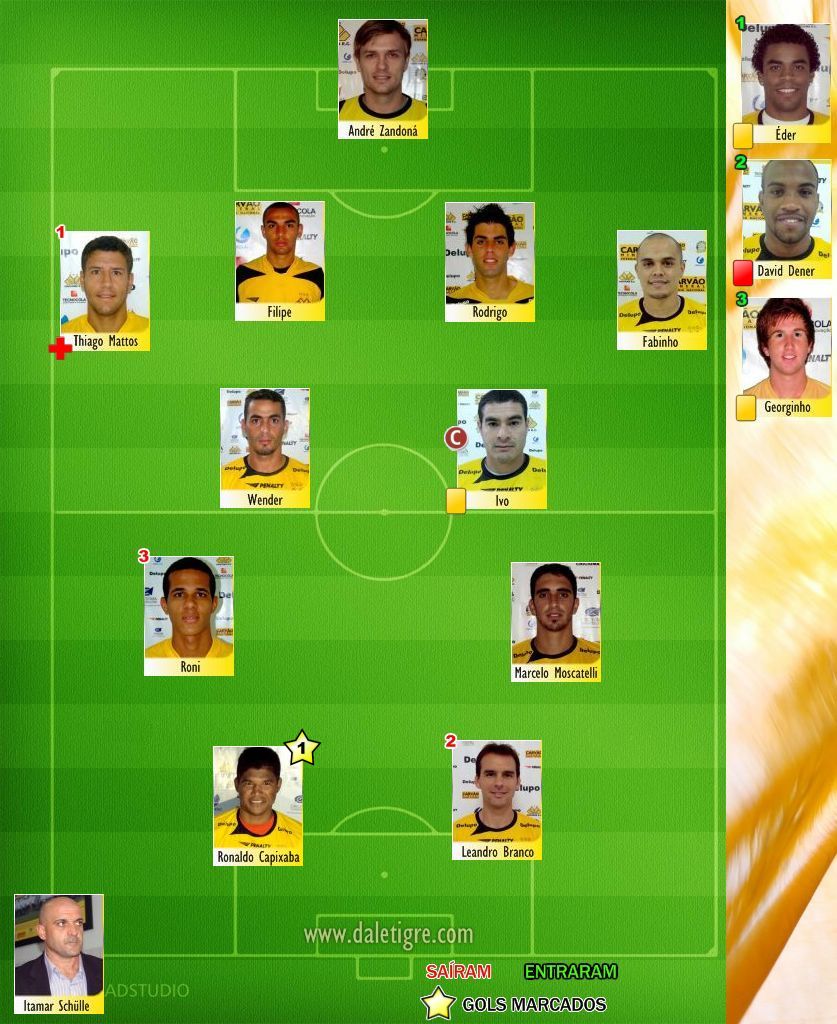 André Zandoná
1
Éder
2
David Dener
3
Georginho
1
Thiago Mattos
Filipe
Rodrigo
Fabinho
Wender
C
Ivo
3
Roni
Marcelo Moscatelli
1
Ronaldo Capixaba
2
Leandro Branco
Itamar Schülle
www.daletigre.com
ADSTUDIO
SAÍRAM
ENTRARAM
GOLS MARCADOS